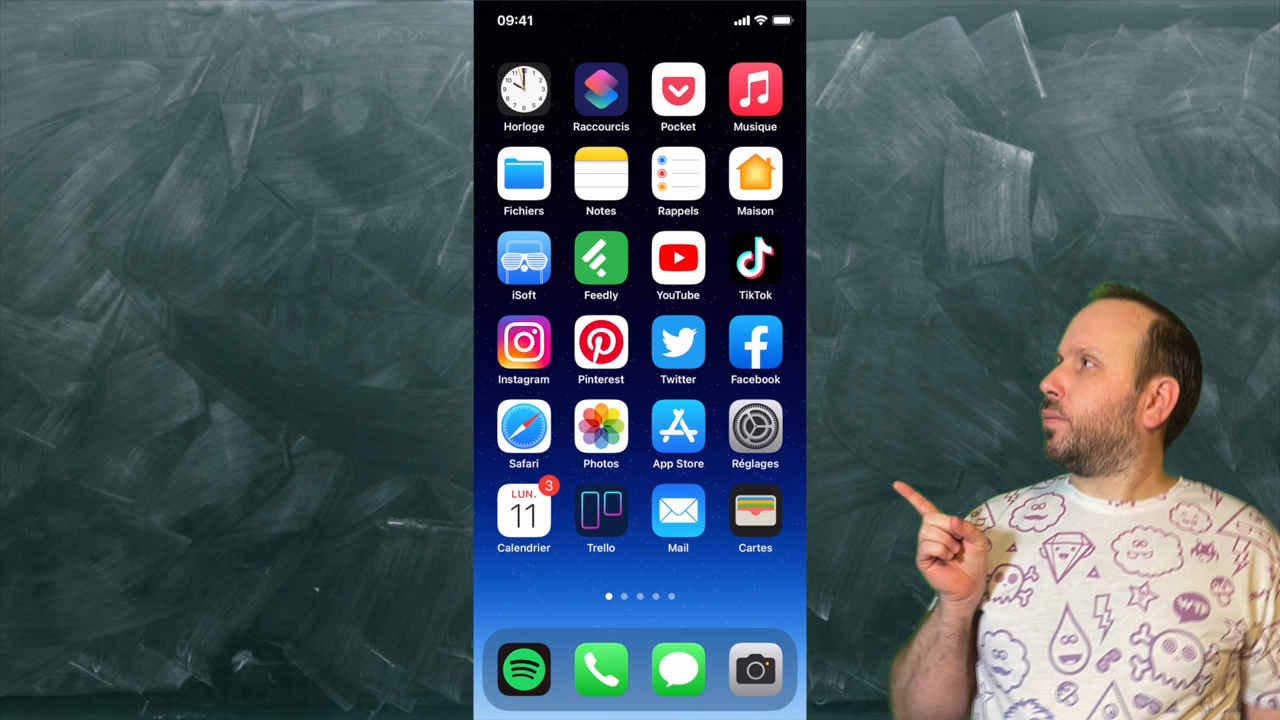 09:41
Horloge Raccourcis Pocket Musique
Fichiers Notes Rappels Maison
iSoft Feedly YouTube TikTok
Instagram Pinterest Twitter Facebook
Safari Photos App Store Réglages
LUN. 3
11
Calendrier Trello Mail Cartes
WTF